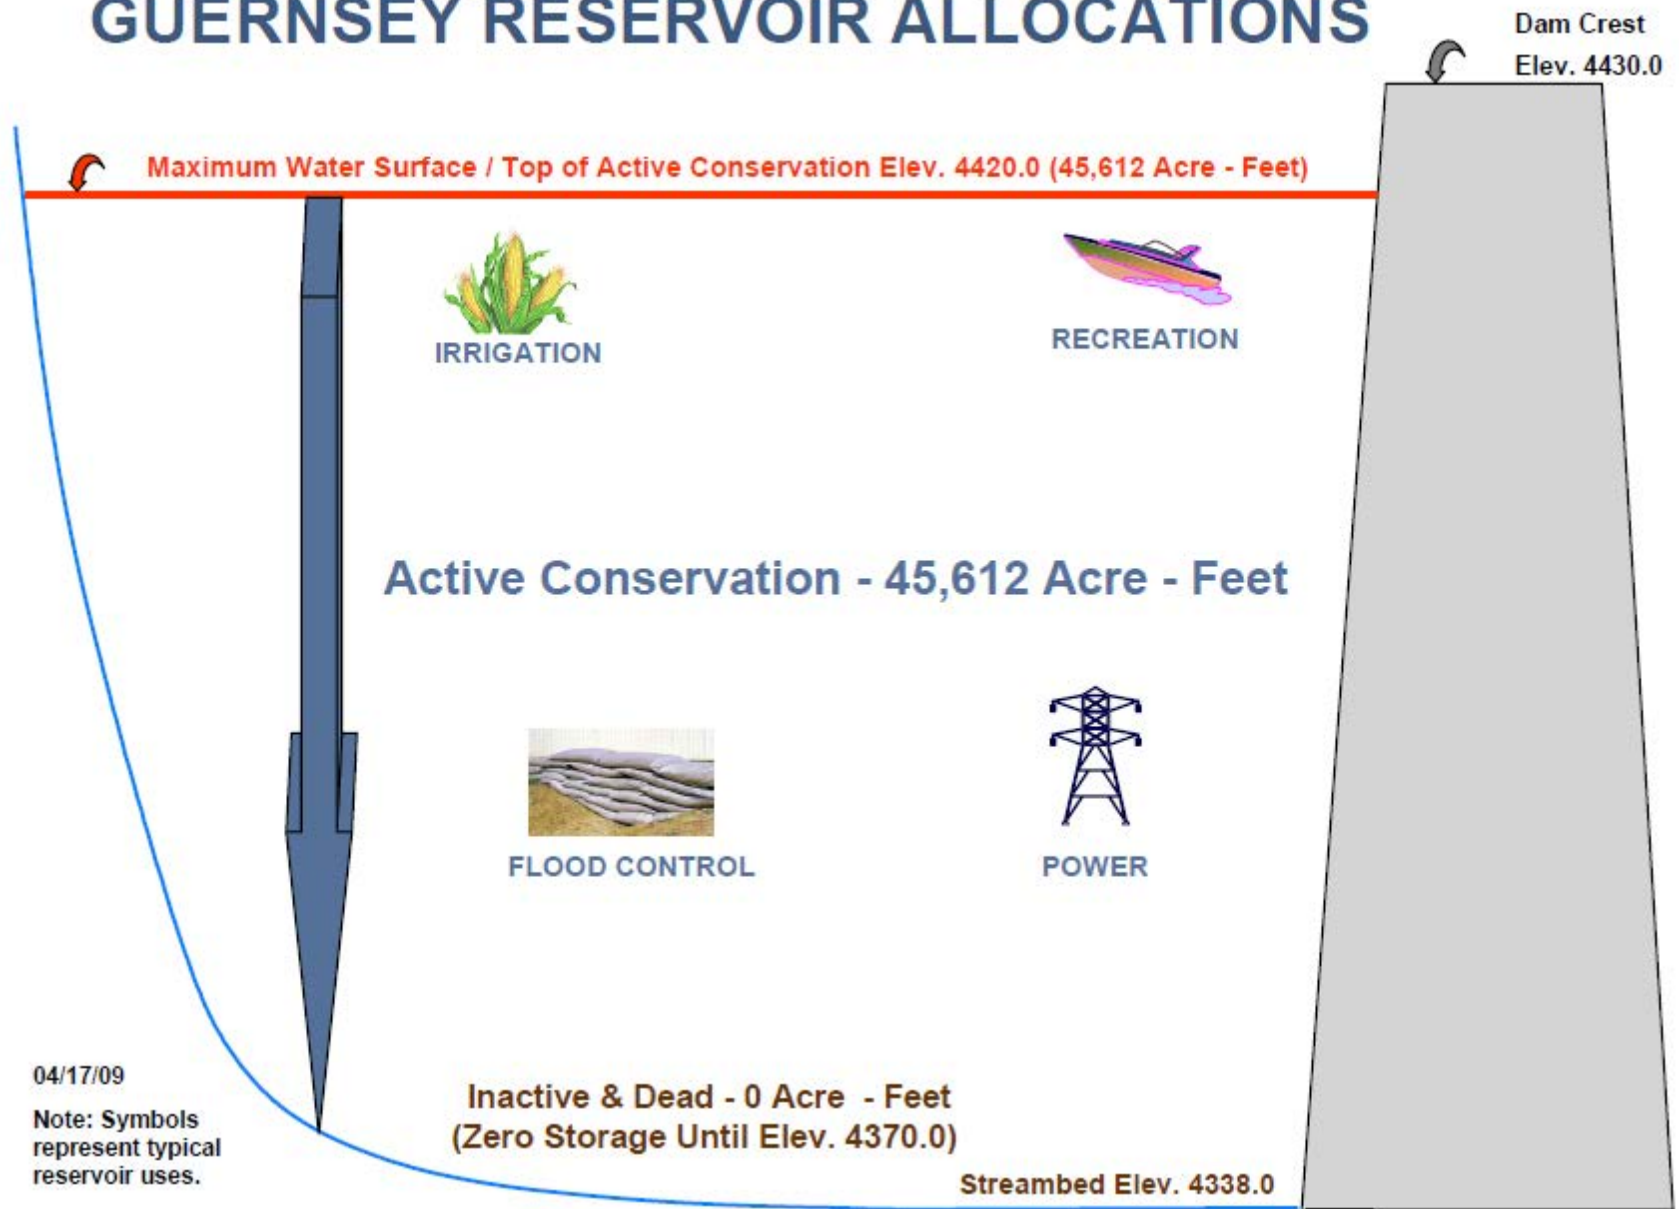 GUERNSEY RESERVOIR ALLOCATIONS
Dam Crest
Elev. 4430.0
Maximum Water Surface / Top of Active Conservation Elev. 4420.0 (45,612 Acre - Feet)
IRRIGATION
RECREATION
Active Conservation - 45,612 Acre - Feet
FLOOD CONTROL
POWER
04/17/09
Note: Symbols
represent typical
reservoir uses.
Inactive & Dead - 0 Acre - Feet
(Zero Storage Until Elev. 4370.0)
Streambed Elev. 4338.0